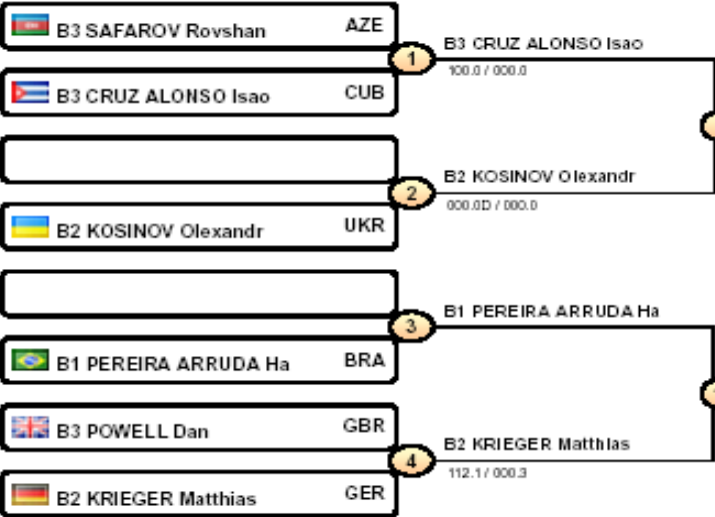 B3 SAFAROV Rovshan AZE
B3 CRUZ ALONSO Isao CUB
1
B3 CRUZ ALONSO Isao
100.0 / 000.0
B2 KOSINOV Olexandr UKR
2
B2 KOSINOV Olexandr
000.0D / 000.0
B1 PEREIRA ARRUDA Ha BRA
3
B1 PEREIRA ARRUDA Ha
B3 POWELL Dan GBR
B2 KRIEGER Matthias GER
4
B2 KRIEGER Matthias
112.1 / 000.3